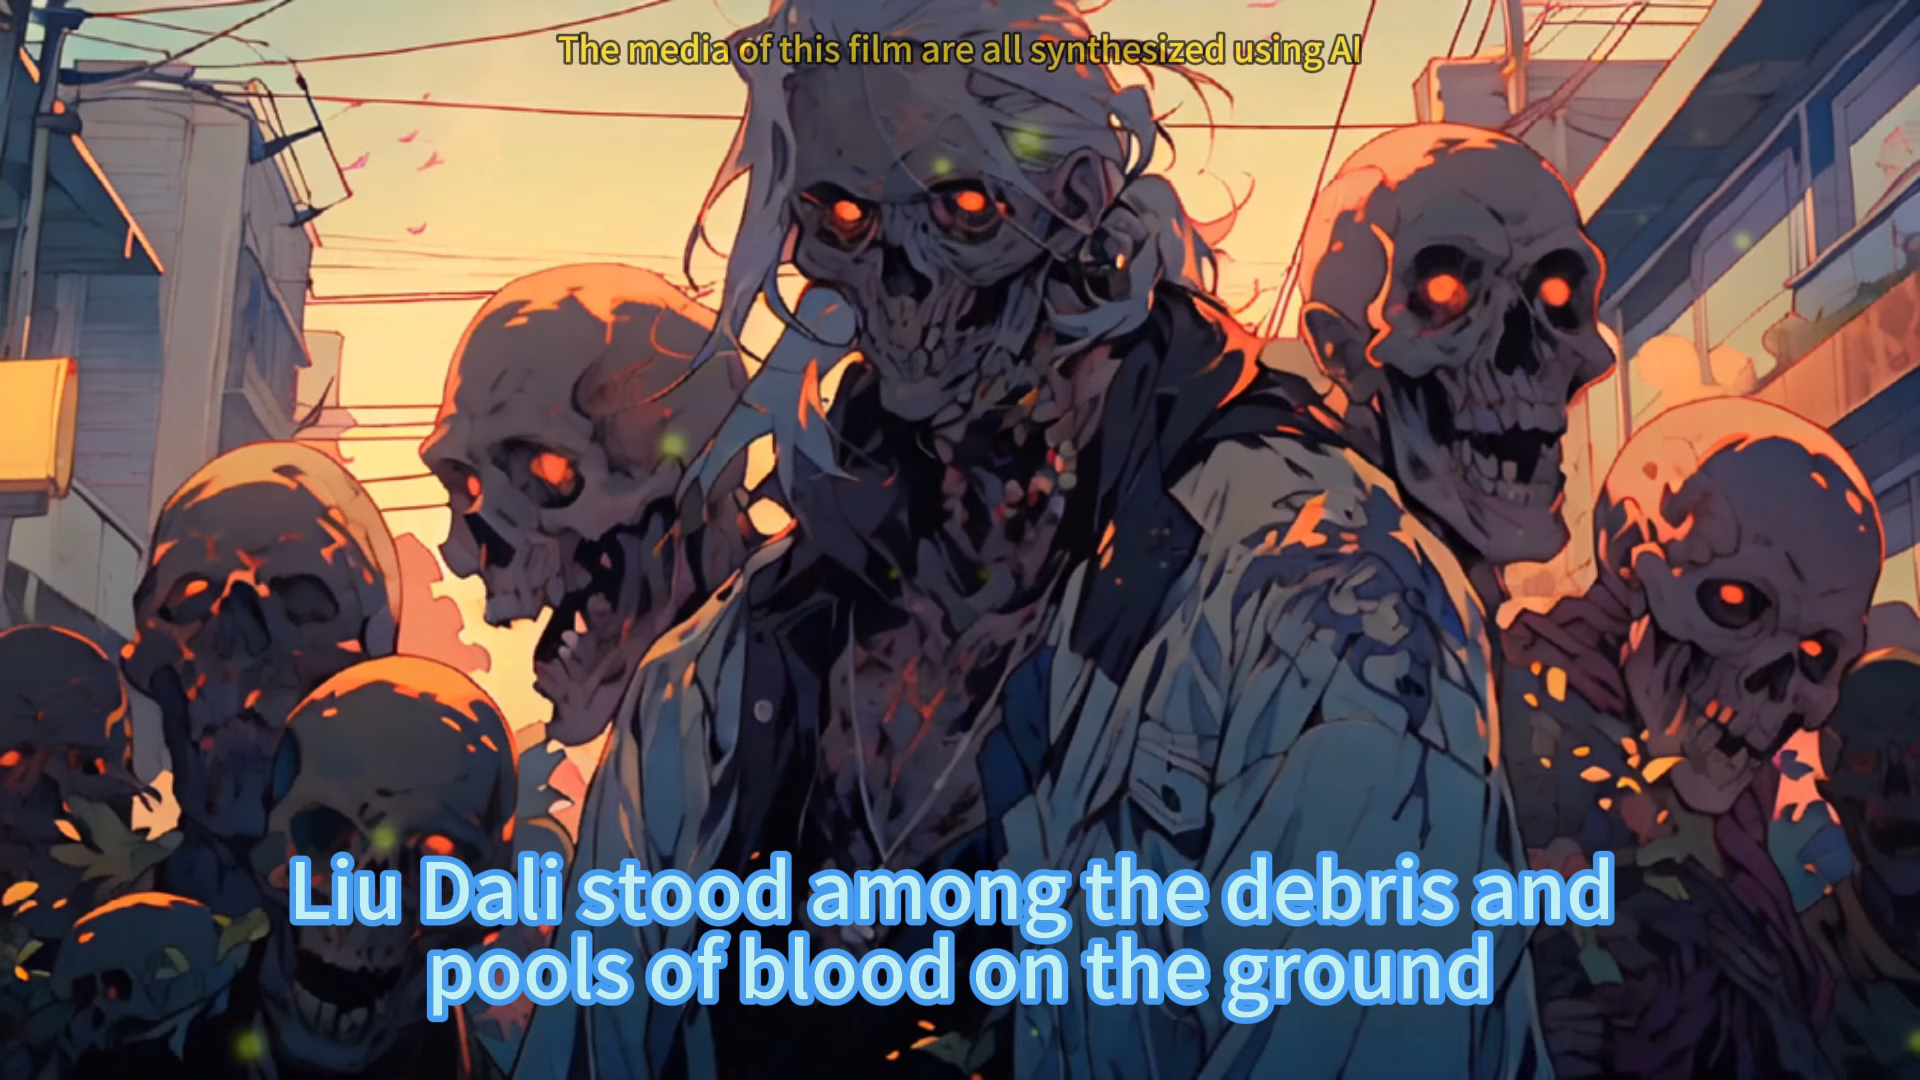 The media of this film are all synthesized using AI
Liu Dali stood among the debris and
pools of blood on the ground